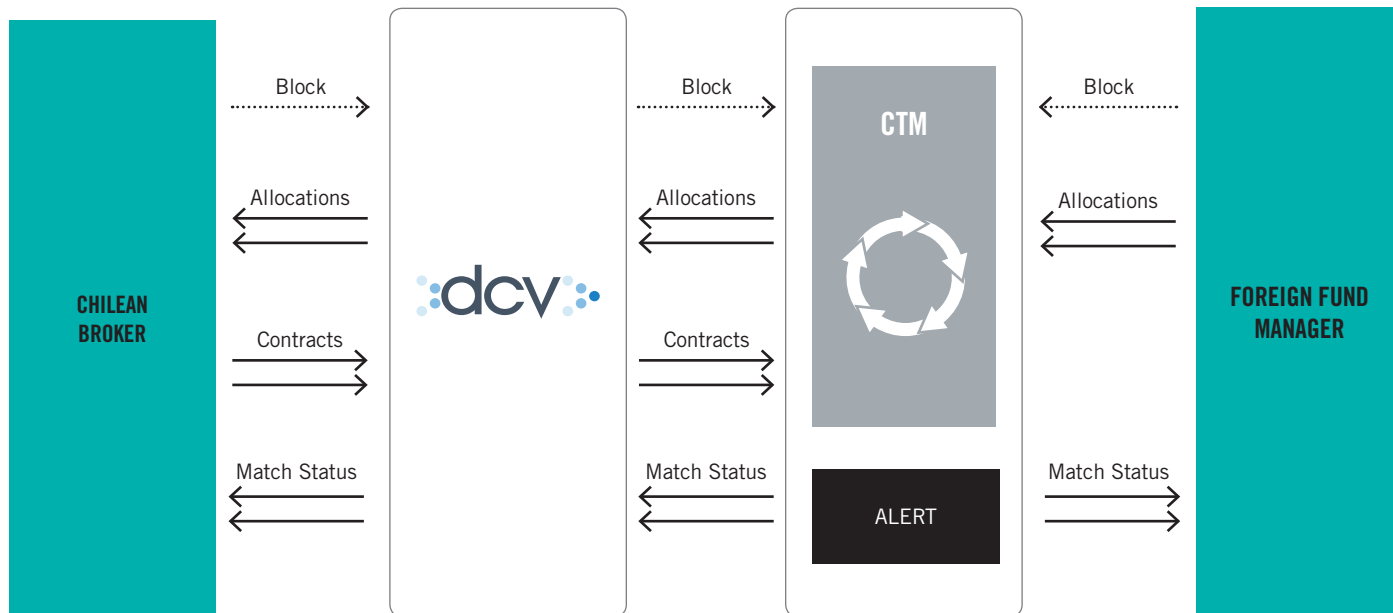 Block
Block
Block
CTM
Allocations
Allocations
Allocations
dcv
CHILEAN
BROKER
FOREIGN FUND
MANAGER
Contracts
Contracts
Match Status
Match Status
Match Status
ALERT